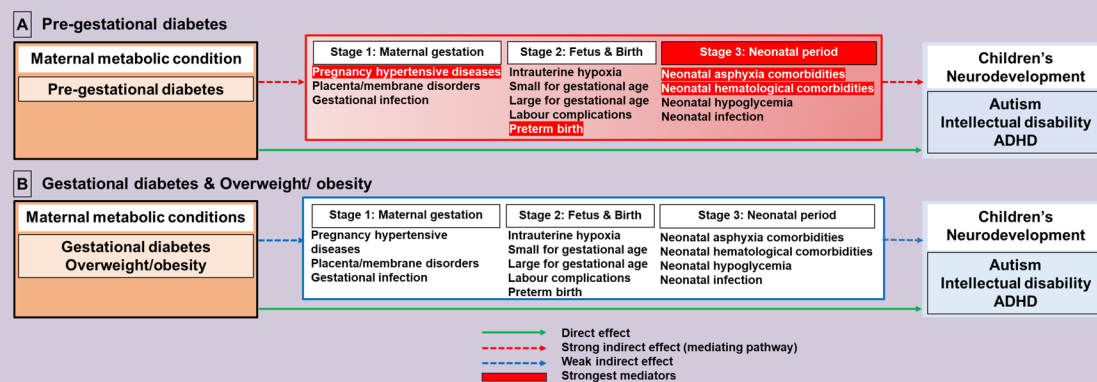 A Pre-gestational diabetes
Maternal metabolic condition
Pre-gestational diabetes
Stage 1: Maternal gestation
Pregnancy hypertensive diseases
Placenta/membrane disorders
Gestational infection
Stage 2: Fetus & Birth
Intrauterine hypoxia
Small for gestational age
Large for gestational age
Labour complications
Preterm birth
Stage 3: Neonatal period
Neonatal asphyxia comorbidities
Neonatal hematological comorbidities
Neonatal hypoglycemia
Neonatal infection
Children's
Neurodevelopment
Autism
Intellectual disability
ADHD
B Gestational diabetes & Overweight/ obesity
Maternal metabolic conditions
Gestational diabetes
Overweight/obesity
Stage 1: Maternal gestation
Pregnancy hypertensive
diseases
Placenta/membrane disorders
Gestational infection
Stage 2: Fetus & Birth
Intrauterine hypoxia
Small for gestational age
Large for gestational age
Labour complications
Preterm birth
Stage 3: Neonatal period
Neonatal asphyxia comorbidities
Neonatal hematological comorbidities
Neonatal hypoglycemia
Neonatal infection
Children's
Neurodevelopment
Autism
Intellectual disability
ADHD
Direct effect
Strong indirect effect (mediating pathway)
Weak indirect effect
Strongest mediators